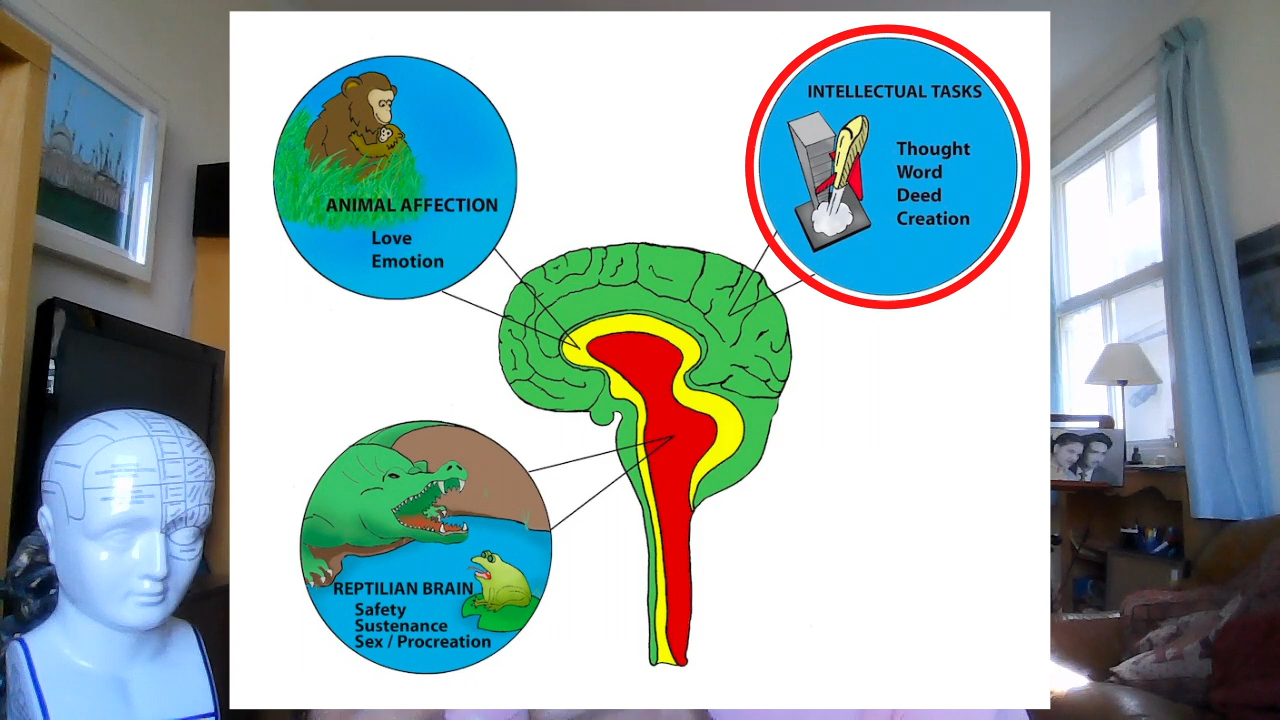 INTELLECTUAL TASKS
Thought
Word
Deed
Creation
ANIMAL AFFECTION
Love
Emotion
REPTILIAN BRAIN
Safety
Sustenance
Sex / Procreation